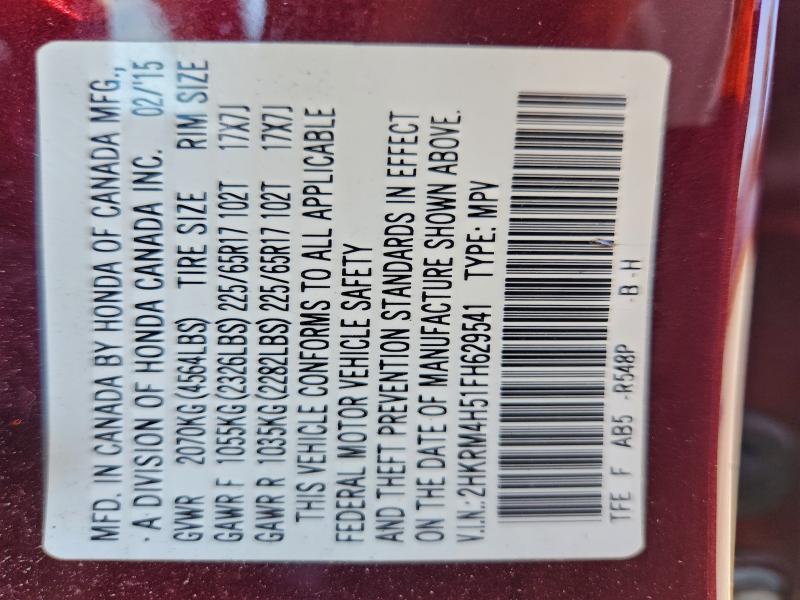 MFD. IN CANADA BY HONDA OF CANADA MFG.,
· A DIVISION OF HONDA CANADA INC. 02/'15
GVWR 2070KG (4564LBS) TIRE SIZE RIM SIZE
GAWR F 1055KG (2326LBS) 225/65R17 102T 17X7J
GAWR R 1035KG (2282LBS) 225/65R17 102T 17X7J
THIS VEHICLE CONFORMS TO ALL APPLICABLE
FEDERAL MOTOR VEHICLE SAFETY
AND THEFT PREVENTION STANDARDS IN EFFECT
ON THE DATE OF MANUFACTURE SHOWN ABOVE.
V.I.N.: 2HKRM4H51FH629541 TYPE: MPV
TFE F AB5 -R548P -B -H